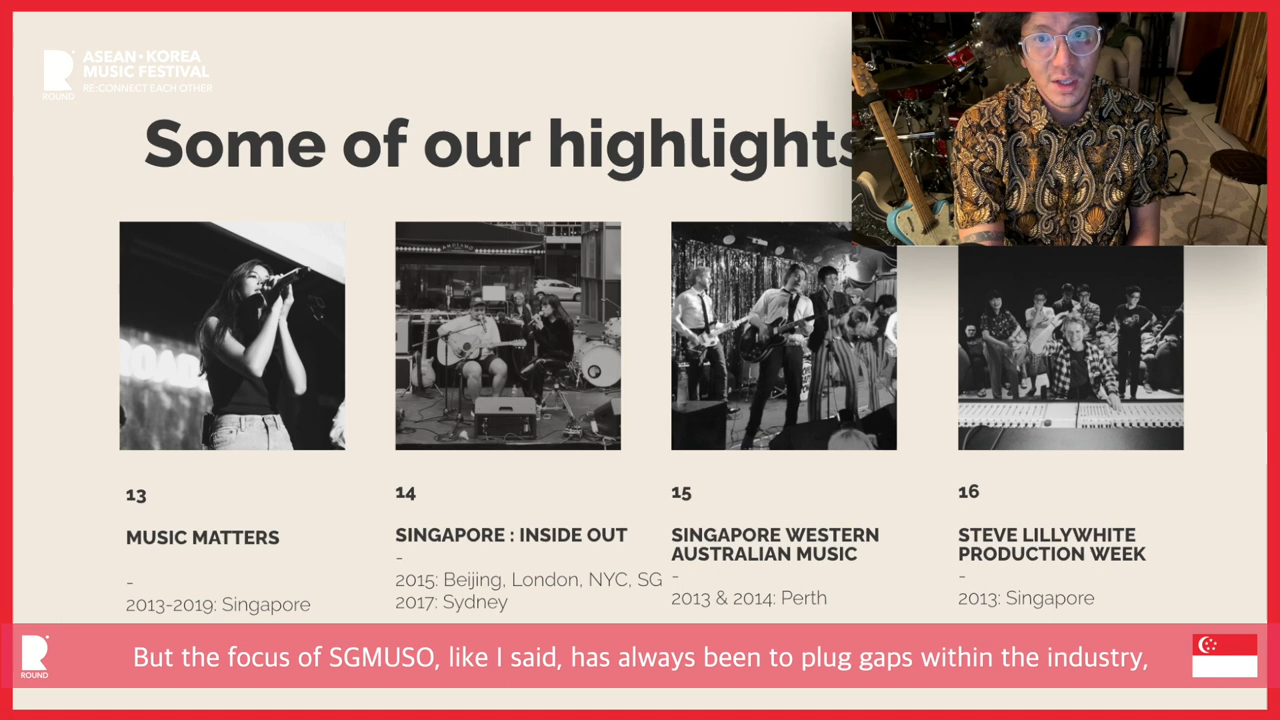 ASEAN•KOREA
MUSIC FESTIVAL
RE:CONNECT EACH OTHER
ROUND
Some of our highlights
13
MUSIC MATTERS
-
2013-2019: Singapore
14
SINGAPORE : INSIDE OUT
-
2015: Beijing, London, NYC, SG
2017: Sydney
15
SINGAPORE WESTERN
AUSTRALIAN MUSIC
-
2013 & 2014: Perth
16
STEVE LILLYWHITE
PRODUCTION WEEK
-
2013: Singapore
ROUND
But the focus of SGMUSO, like I said, has always been to plug gaps within the industry,